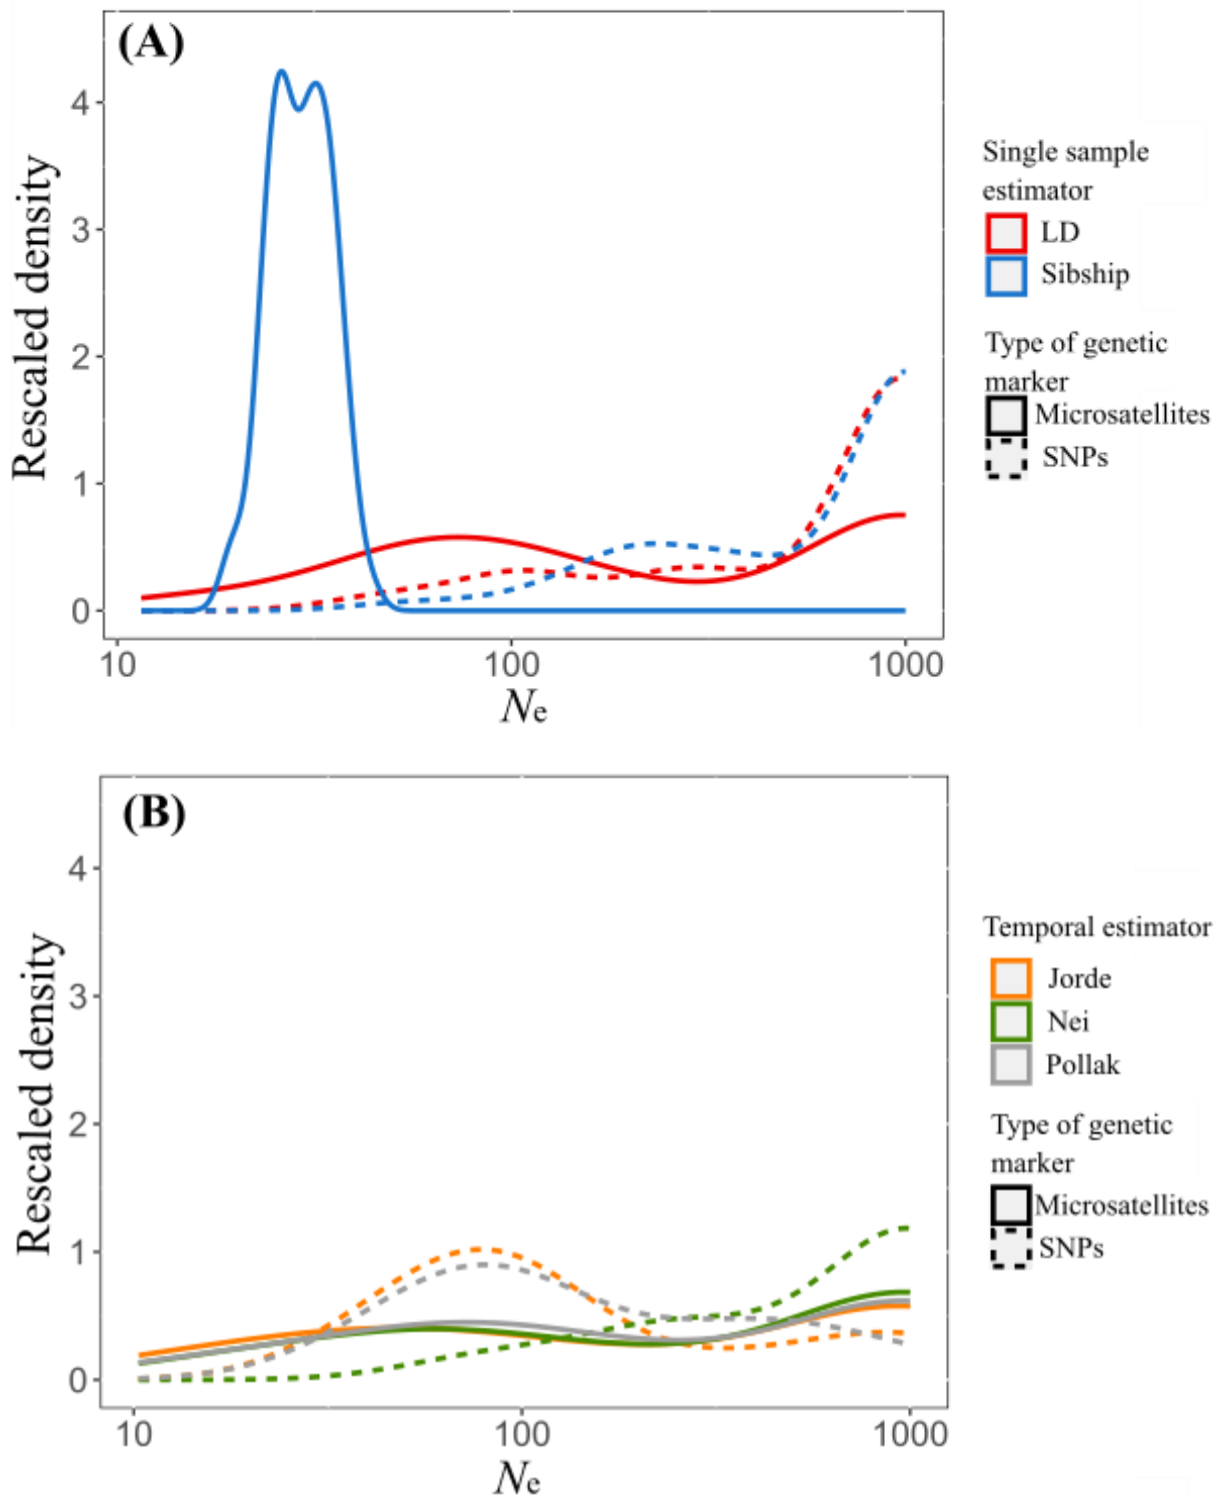 (A)
4
3
2
1
0
Rescaled density
10
100
1000
Ne
Single sample
estimator
LD
Sibship
Type of genetic
marker
Microsatellites
SNPs
(B)
4
3
2
1
0
Rescaled density
10
100
1000
Ne
Temporal estimator
Jorde
Nei
Pollak
Type of genetic
marker
Microsatellites
SNPs